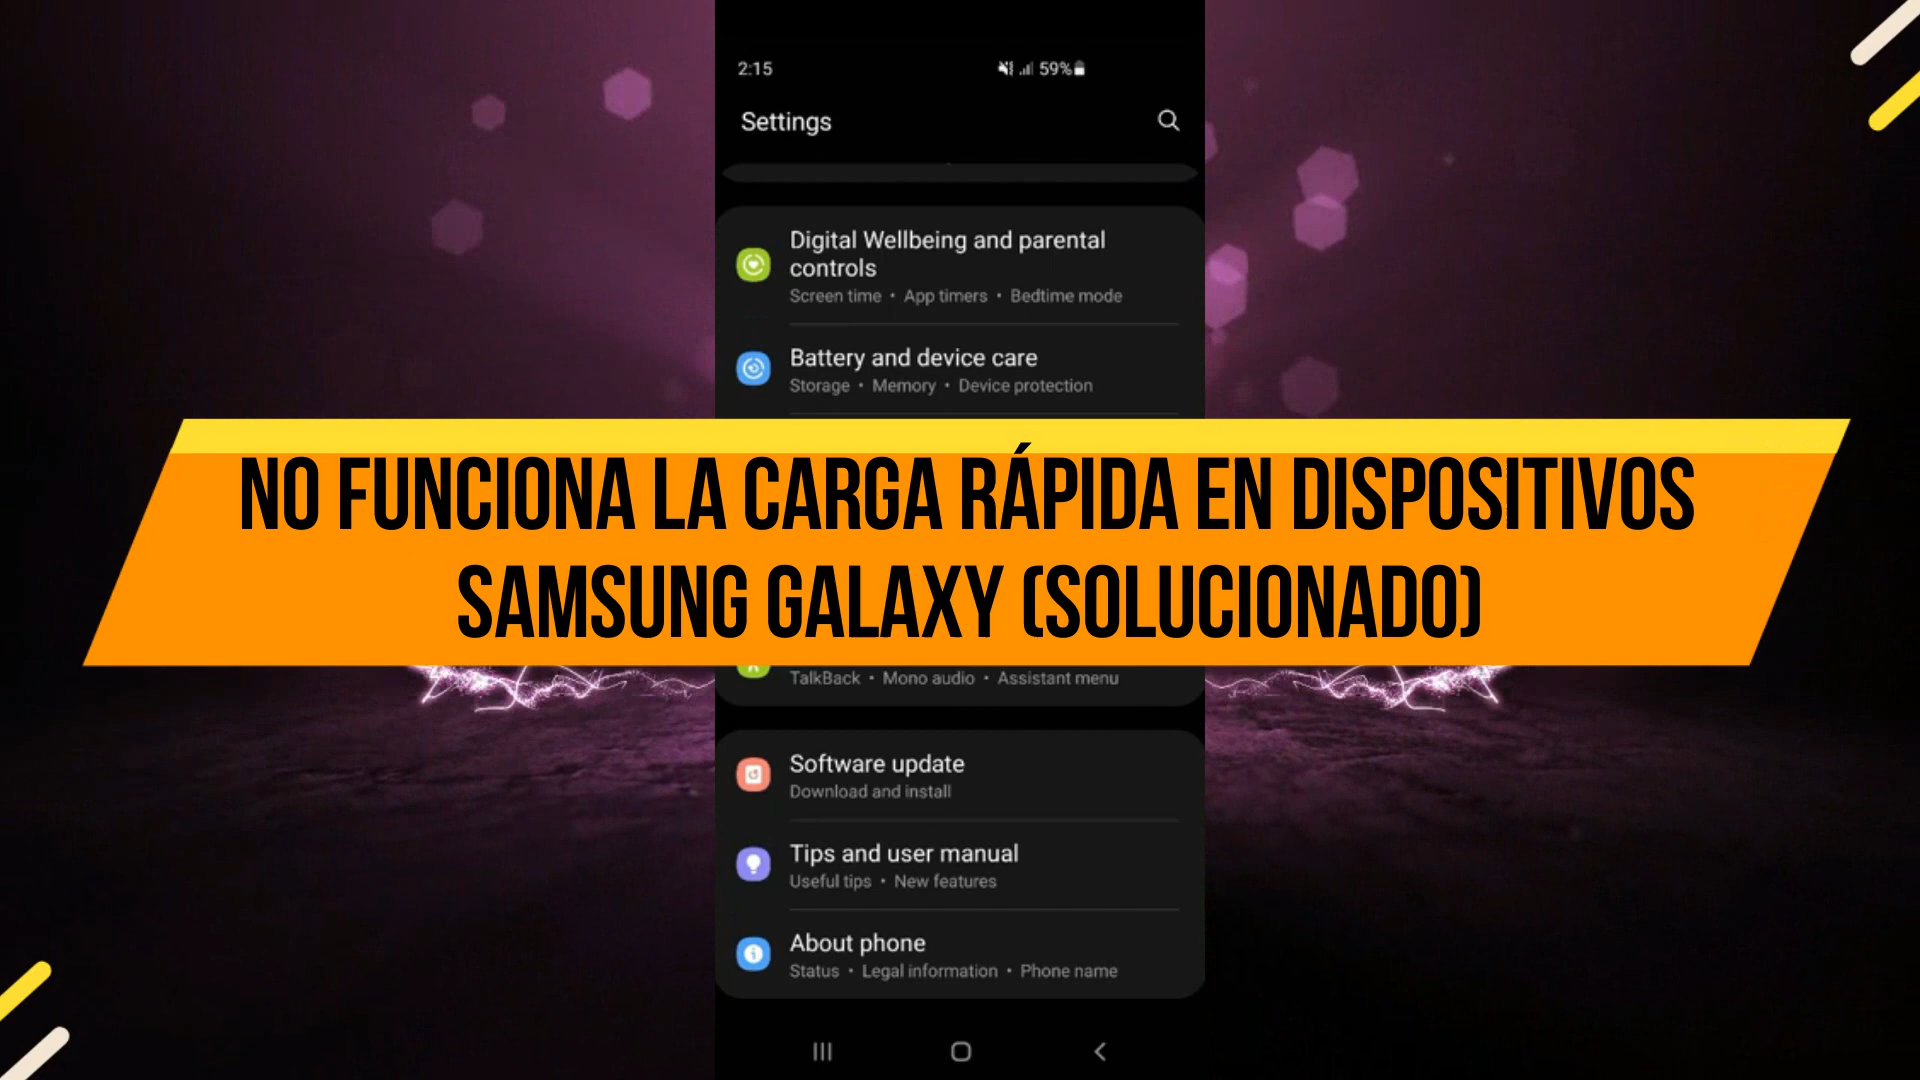 2:15
59%
Settings
Digital Wellbeing and parental
controls
Screen time • App timers • Bedtime mode
Battery and device care
Storage • Memory • Device protection
NO FUNCIONA LA CARGA RÁPIDA EN DISPOSITIVOS
SAMSUNG GALAXY (SOLUCIONADO)
TalkBack • Mono audio • Assistant menu
Software update
Download and install
Tips and user manual
Useful tips • New features
About phone
Status • Legal information • Phone name